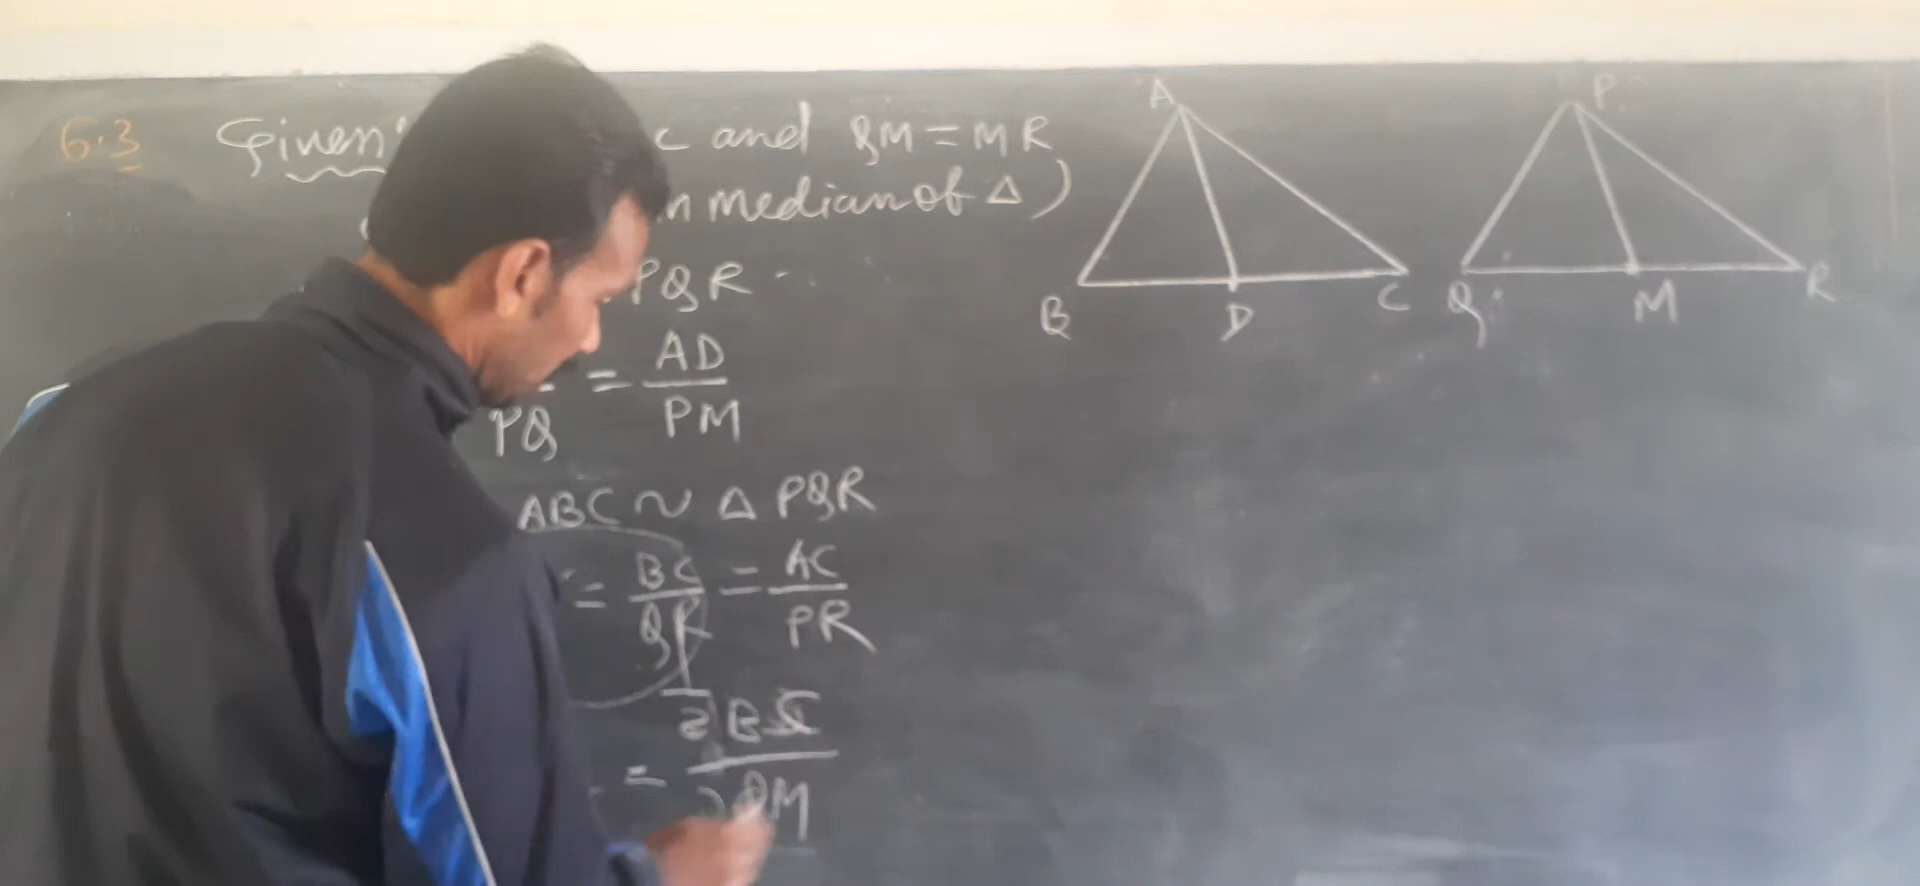 6.3 Given: C and QM = MR
median of Δ)
PQR
= AD
PQ PM
ABC ~ Δ PQR
= BC = AC
QR PR
2B
=
2QM
A
B D C
P
Q M R